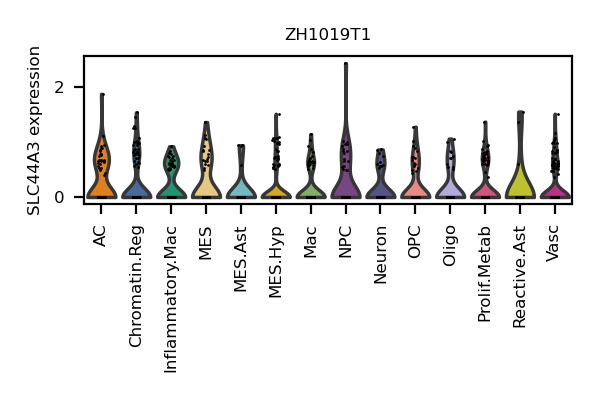 ZH1019T1
SLC44A3 expression
2
0
AC
Chromatin.Reg
Inflammatory.Mac
MES
MES.Ast
MES.Hyp
Mac
NPC
Neuron
OPC
Oligo
Prolif.Metab
Reactive.Ast
Vasc